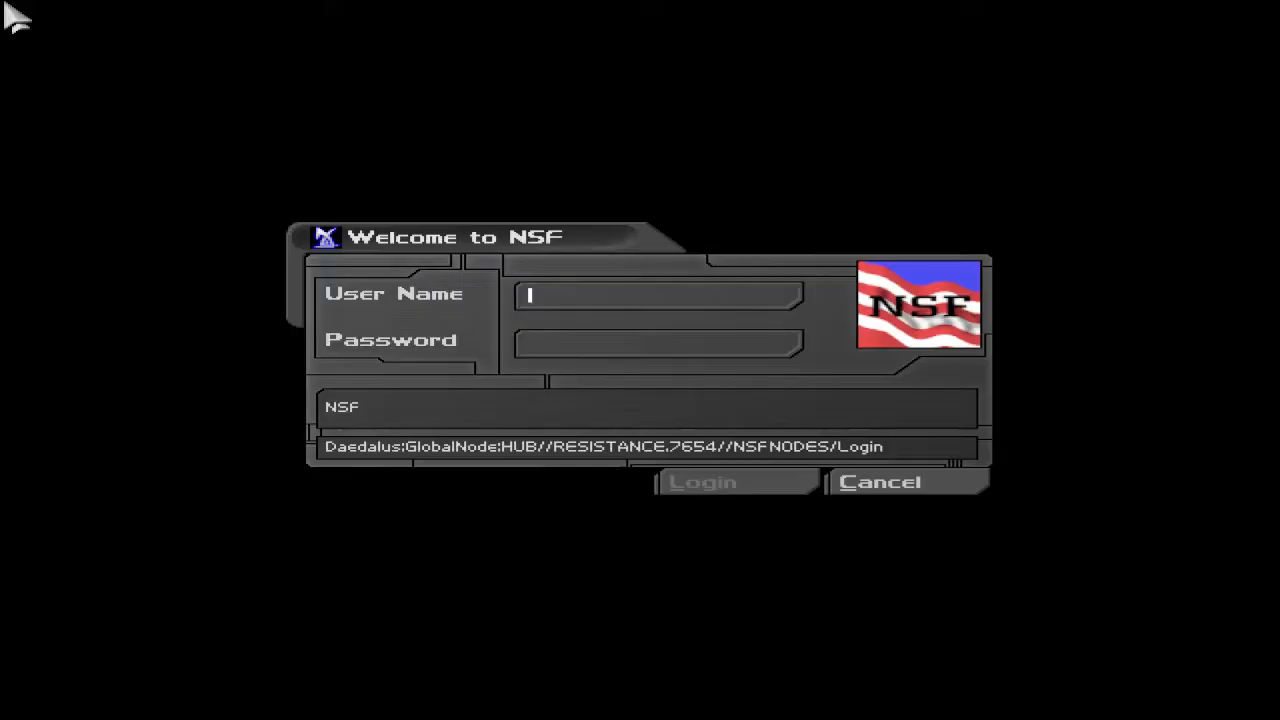 Welcome to NSF
User Name
NSF
Password
NSF
Daedalus:GlobalNode:HUB//RESISTANCE.7654//NSFNODES/Login
Login
Cancel